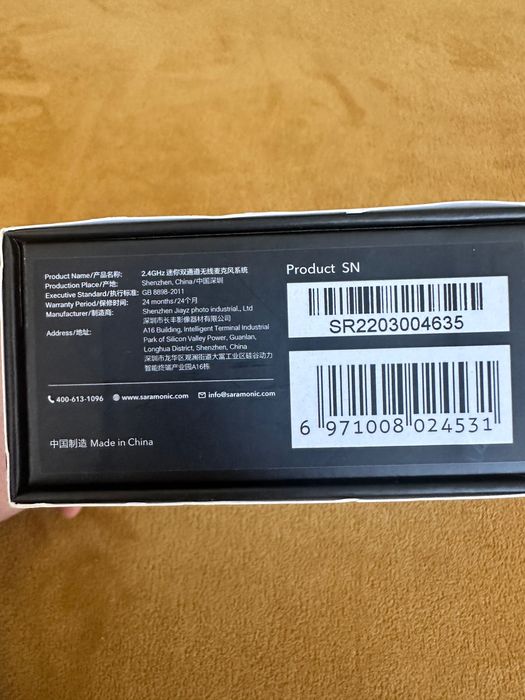 Product Name/产品名称: 2.4GHz 迷你双通道无线麦克风系统
Production Place/产地: Shenzhen, China/中国深圳
Executive Standard/执行标准: GB 8898-2011
Warranty Period/保修时间: 24 months/24个月
Manufacturer/制造商: Shenzhen Jiayz photo industrial., Ltd
深圳市长丰影像器材有限公司
Address/地址: A16 Building, Intelligent Terminal Industrial
Park of Silicon Valley Power, Guanlan,
Longhua District, Shenzhen, China
深圳市龙华区观澜街道大富工业区硅谷动力
智能终端产业园A16栋
400-613-1096 www.saramonic.com info@saramonic.com
中国制造 Made in China
Product SN
SR2203004635
6 971008 024531